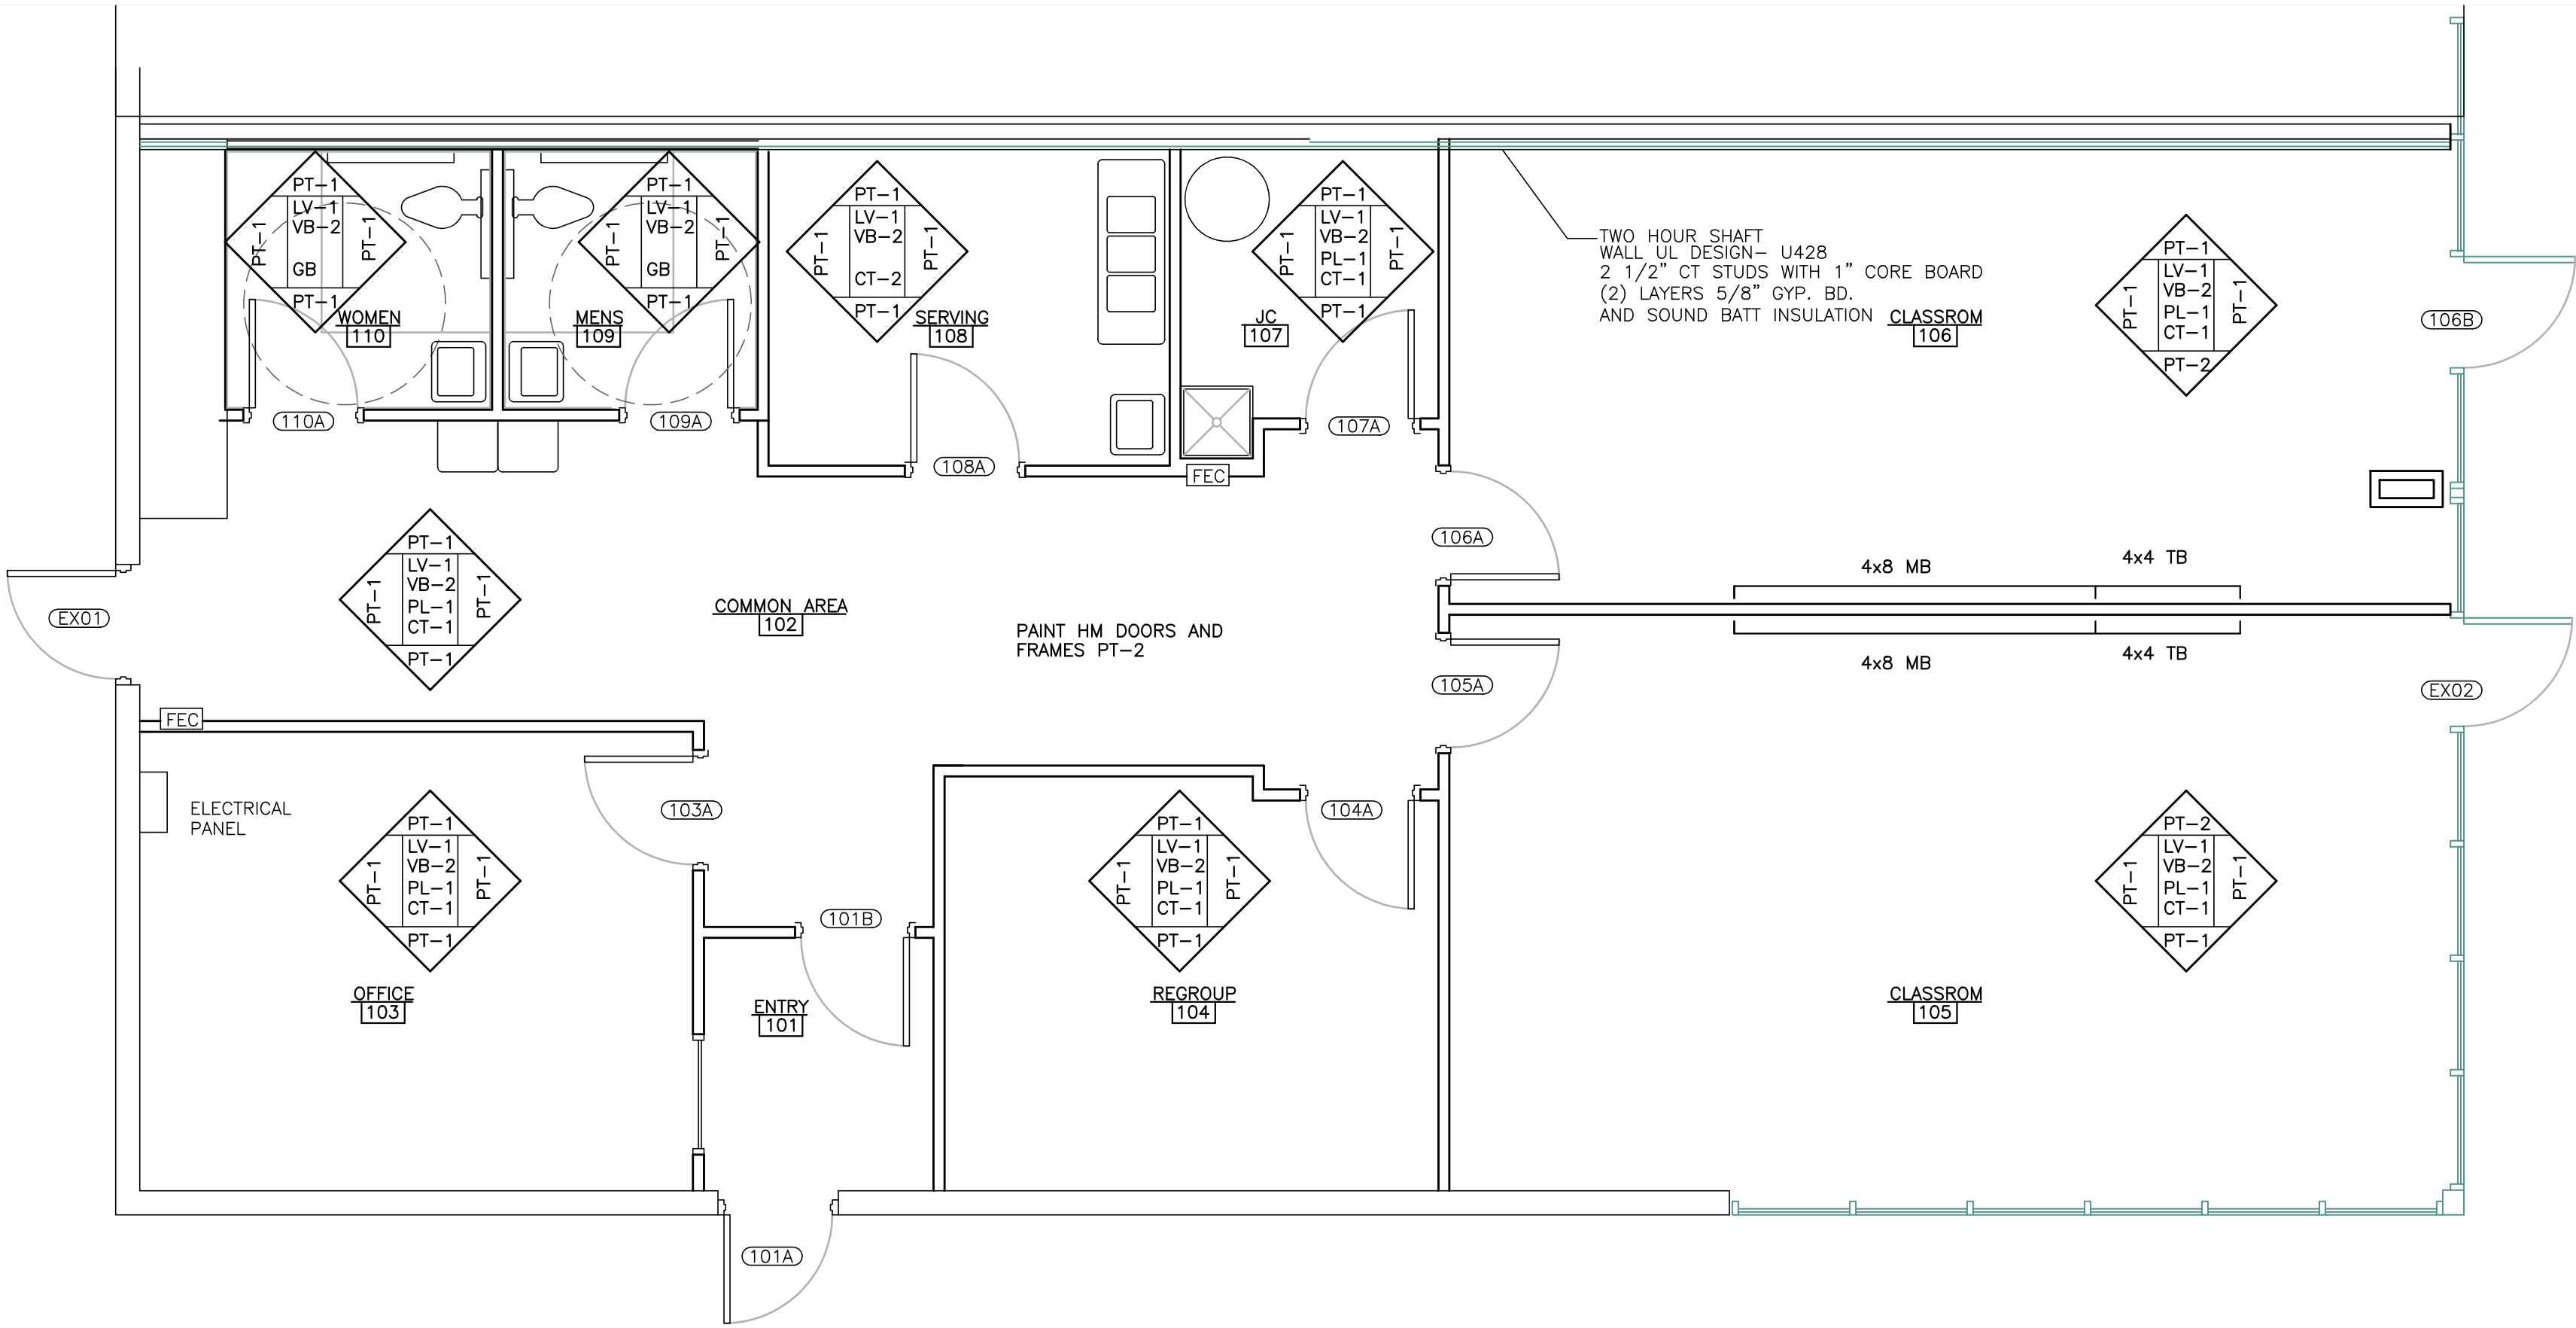 PT-1
LV-1
VB-2
GB
PT-1
PT-1
PT-1
WOMEN
110
110A
PT-1
LV-1
VB-2
GB
PT-1
PT-1
PT-1
MENS
109
109A
PT-1
LV-1
VB-2
CT-2
PT-1
PT-1
PT-1
SERVING
108
108A
PT-1
LV-1
VB-2
PL-1
CT-1
PT-1
PT-1
PT-1
JC
107
107A
FEC
TWO HOUR SHAFT
WALL UL DESIGN- U428
2 1/2" CT STUDS WITH 1" CORE BOARD
(2) LAYERS 5/8" GYP. BD.
AND SOUND BATT INSULATION
CLASSROM
106
PT-1
LV-1
VB-2
PL-1
CT-1
PT-1
PT-1
PT-2
106B
106A
4x8 MB
4x4 TB
EX01
PT-1
LV-1
VB-2
PL-1
CT-1
PT-1
PT-1
PT-1
COMMON AREA
102
PAINT HM DOORS AND
FRAMES PT-2
105A
4x8 MB
4x4 TB
EX02
FEC
ELECTRICAL
PANEL
PT-1
LV-1
VB-2
PL-1
CT-1
PT-1
PT-1
PT-1
OFFICE
103
103A
101B
ENTRY
101
101A
104A
PT-1
LV-1
VB-2
PL-1
CT-1
PT-1
PT-1
PT-1
REGROUP
104
PT-2
LV-1
VB-2
PL-1
CT-1
PT-1
PT-1
PT-1
CLASSROM
105